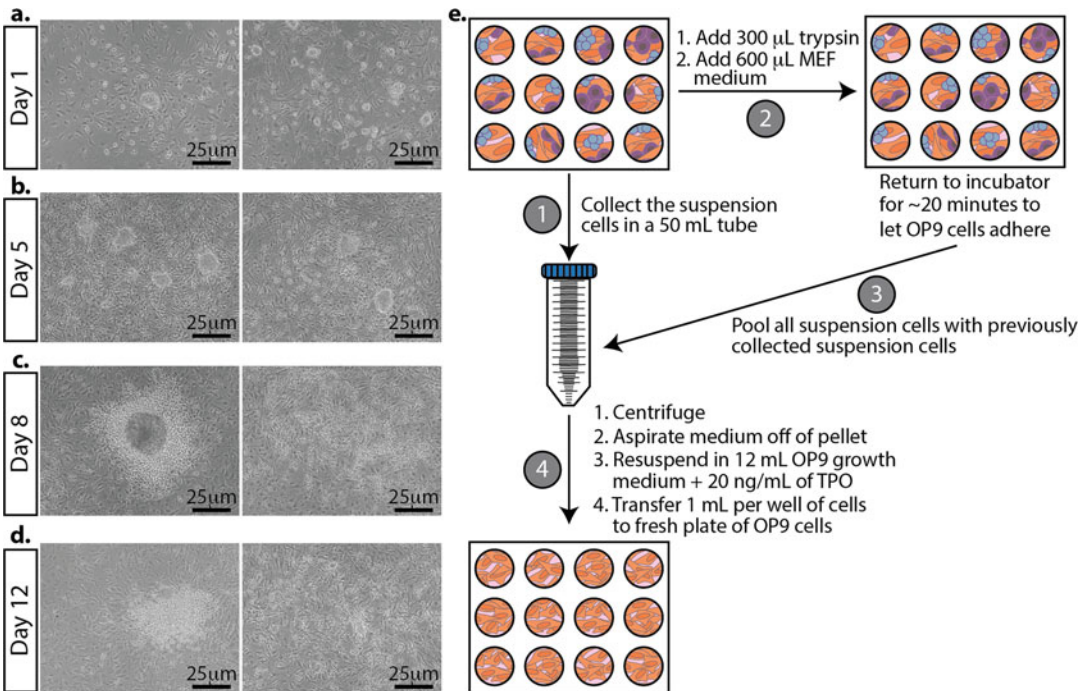 a.
Day 1
25μm
25μm
b.
Day 5
25μm
25μm
c.
Day 8
25μm
25μm
d.
Day 12
25μm
25μm
e.
1. Add 300 μL trypsin
2. Add 600 μL MEF
medium
2
1
Collect the suspension
cells in a 50 mL tube
Return to incubator
for ~20 minutes to
let OP9 cells adhere
3
Pool all suspension cells with previously
collected suspension cells
4
1. Centrifuge
2. Aspirate medium off of pellet
3. Resuspend in 12 mL OP9 growth
medium + 20 ng/mL of TPO
4. Transfer 1 mL per well of cells
to fresh plate of OP9 cells